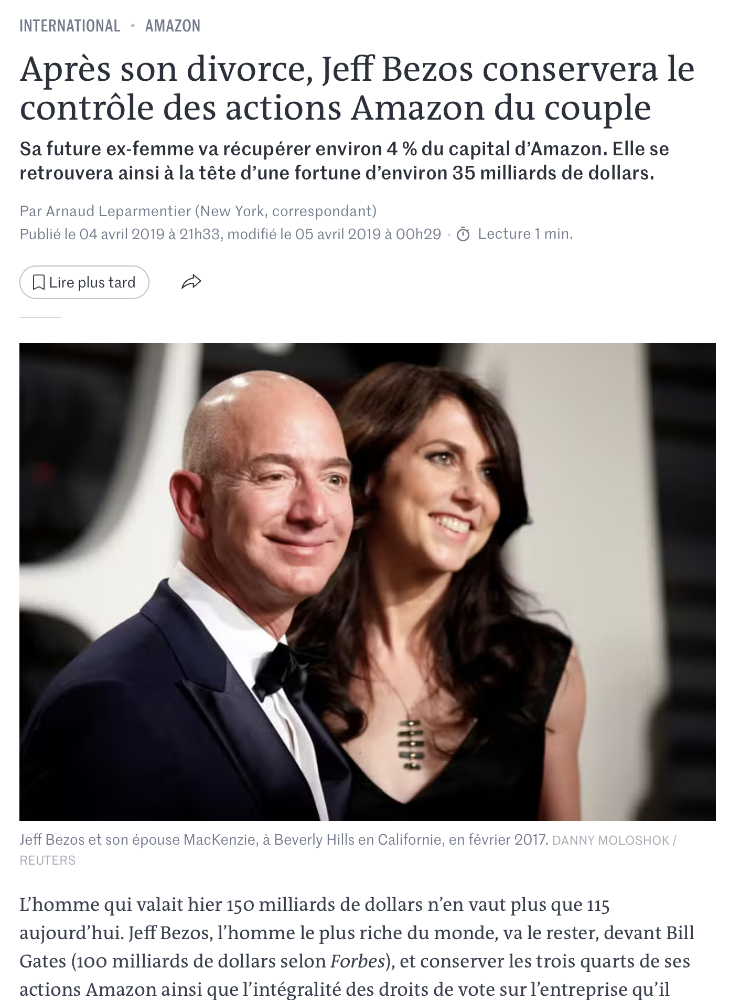 INTERNATIONAL • AMAZON
Après son divorce, Jeff Bezos conservera le
contrôle des actions Amazon du couple
Sa future ex-femme va récupérer environ 4 % du capital d’Amazon. Elle se
retrouvera ainsi à la tête d’une fortune d’environ 35 milliards de dollars.
Par Arnaud Leparmentier (New York, correspondant)
Publié le 04 avril 2019 à 21h33, modifié le 05 avril 2019 à 00h29 • Lecture 1 min.
Lire plus tard
Jeff Bezos et son épouse MacKenzie, à Beverly Hills en Californie, en février 2017. DANNY MOLOSHOK /
REUTERS
L’homme qui valait hier 150 milliards de dollars n’en vaut plus que 115
aujourd’hui. Jeff Bezos, l’homme le plus riche du monde, va le rester, devant Bill
Gates (100 milliards de dollars selon Forbes), et conserver les trois quarts de ses
actions Amazon ainsi que l’intégralité des droits de vote sur l’entreprise qu’il